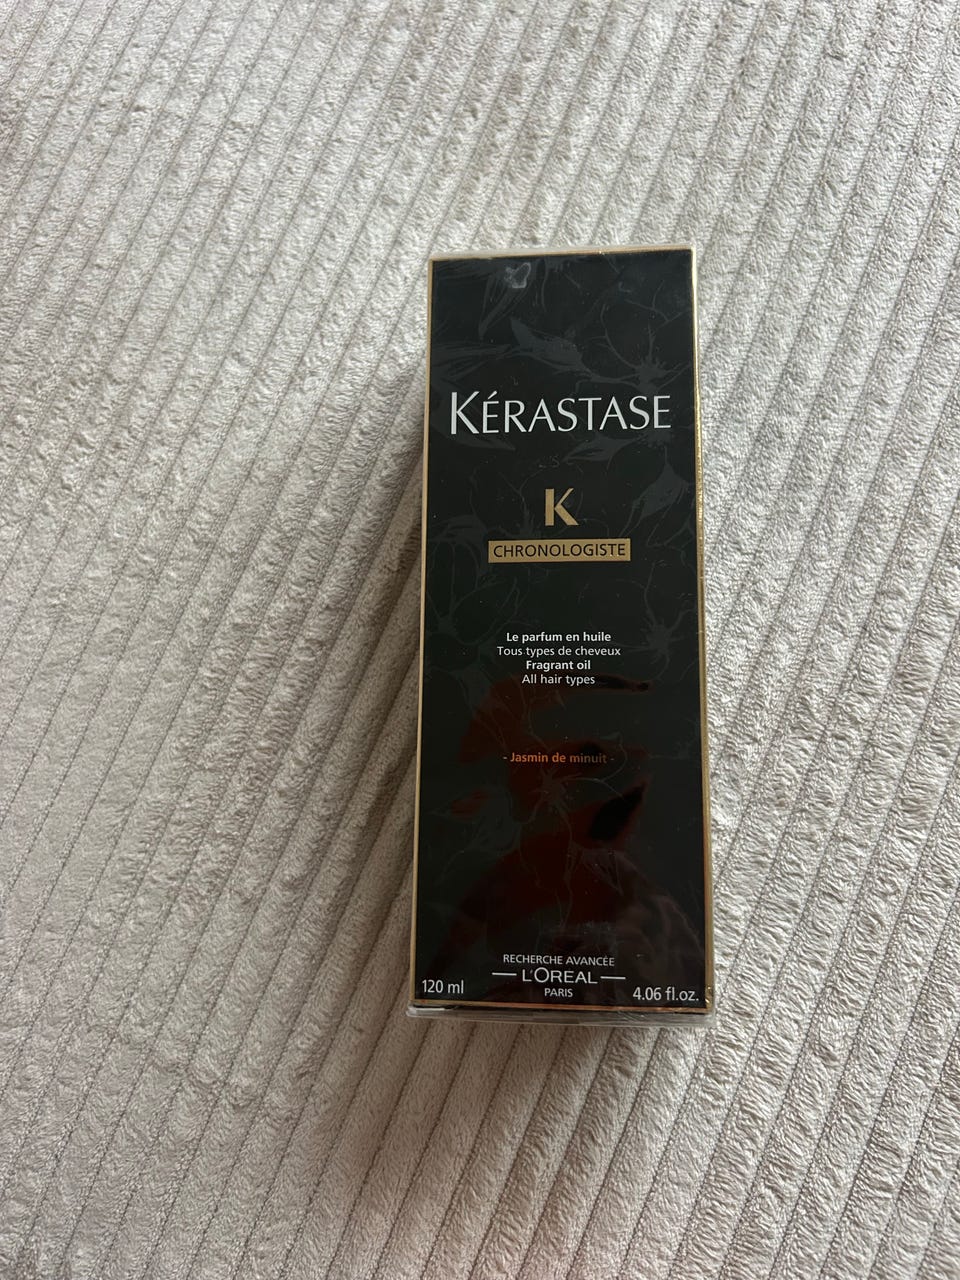 KÉRASTASE
K
CHRONOLOGISTE
Le parfum en huile
Tous types de cheveux
Fragrant oil
All hair types
- Jasmin de minuit -
RECHERCHE AVANCÉE
L'ORÉAL
PARIS
120 ml
4.06 fl.oz.